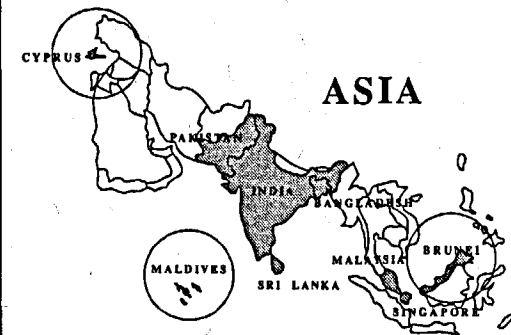 CYPRUS
ASIA
PAKISTAN
INDIA
BANGLADESH
MALDIVES
SRI LANKA
MALAYSIA
BRUNEI
SINGAPORE